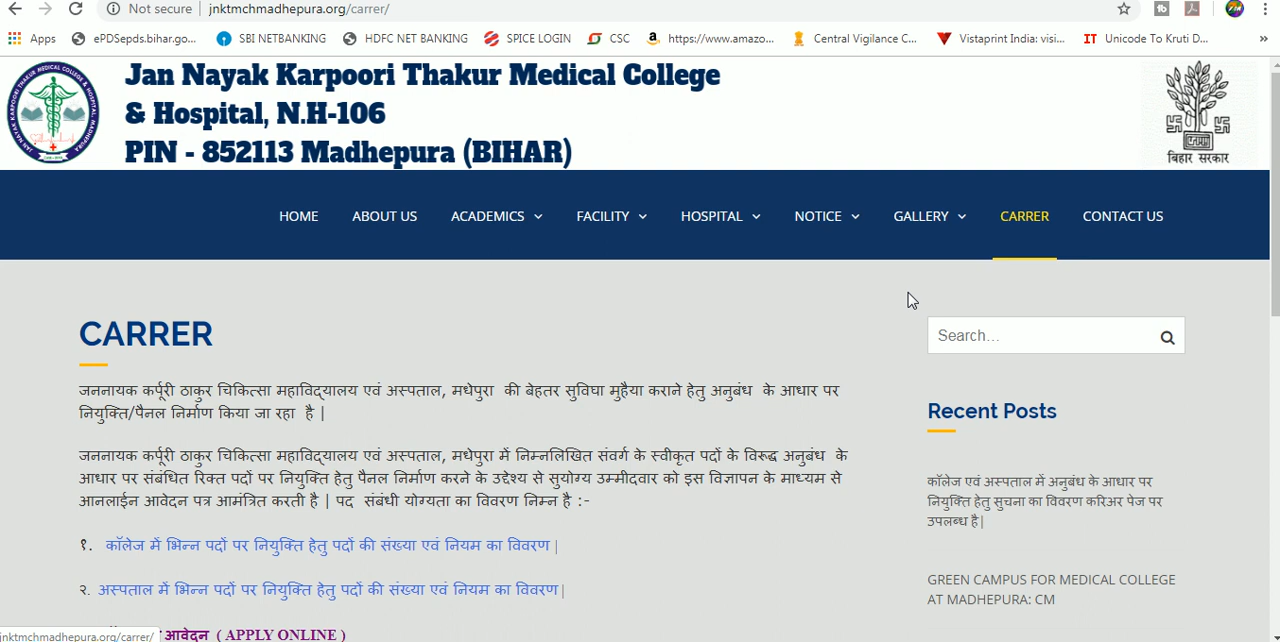 Not secure | jnktmchmadhepura.org/carrer/
Apps ePDSepds.bihar.go... SBI NETBANKING HDFC NET BANKING SPICE LOGIN CSC https://www.amazo... Central Vigilance C... Vistaprint India: visi... IT Unicode To Kruti D... »
Jan Nayak Karpoori Thakur Medical College
& Hospital, N.H-106
PIN - 852113 Madhepura (BIHAR)
बिहार सरकार
HOME ABOUT US ACADEMICS FACILITY HOSPITAL NOTICE GALLERY CARRER CONTACT US
CARRER
जननायक कर्पूरी ठाकुर चिकित्सा महाविद्यालय एवं अस्पताल, मधेपुरा की बेहतर सुविघा मुहैया कराने हेतु अनुबंध के आधार पर
नियुक्ति/पैनल निर्माण किया जा रहा है |
जननायक कर्पूरी ठाकुर चिकित्सा महाविद्यालय एवं अस्पताल, मधेपुरा में निम्नलिखित संवर्ग के स्वीकृत पदों के विरूद्ध अनुबंध के
आधार पर संबंधित रिक्त पदों पर नियुक्ति हेतु पैनल निर्माण करने के उद्देश्य से सुयोग्य उम्मीदवार को इस विज्ञापन के माध्यम से
आनलाईन आवेदन पत्र आमंत्रित करती है | पद संबंधी योग्यता का विवरण निम्न है :-
१. कॉलेज में भिन्न पदों पर नियुक्ति हेतु पदों की संख्या एवं नियम का विवरण |
२. अस्पताल में भिन्न पदों पर नियुक्ति हेतु पदों की संख्या एवं नियम का विवरण|
आवेदन ( APPLY ONLINE )
Search...
Recent Posts
कॉलेज एवं अस्पताल में अनुबंध के आधार पर
नियुक्ति हेतु सुचना का विवरण करिअर पेज पर
उपलब्ध है|
GREEN CAMPUS FOR MEDICAL COLLEGE
AT MADHEPURA: CM
jnktmchmadhepura.org/carrer/